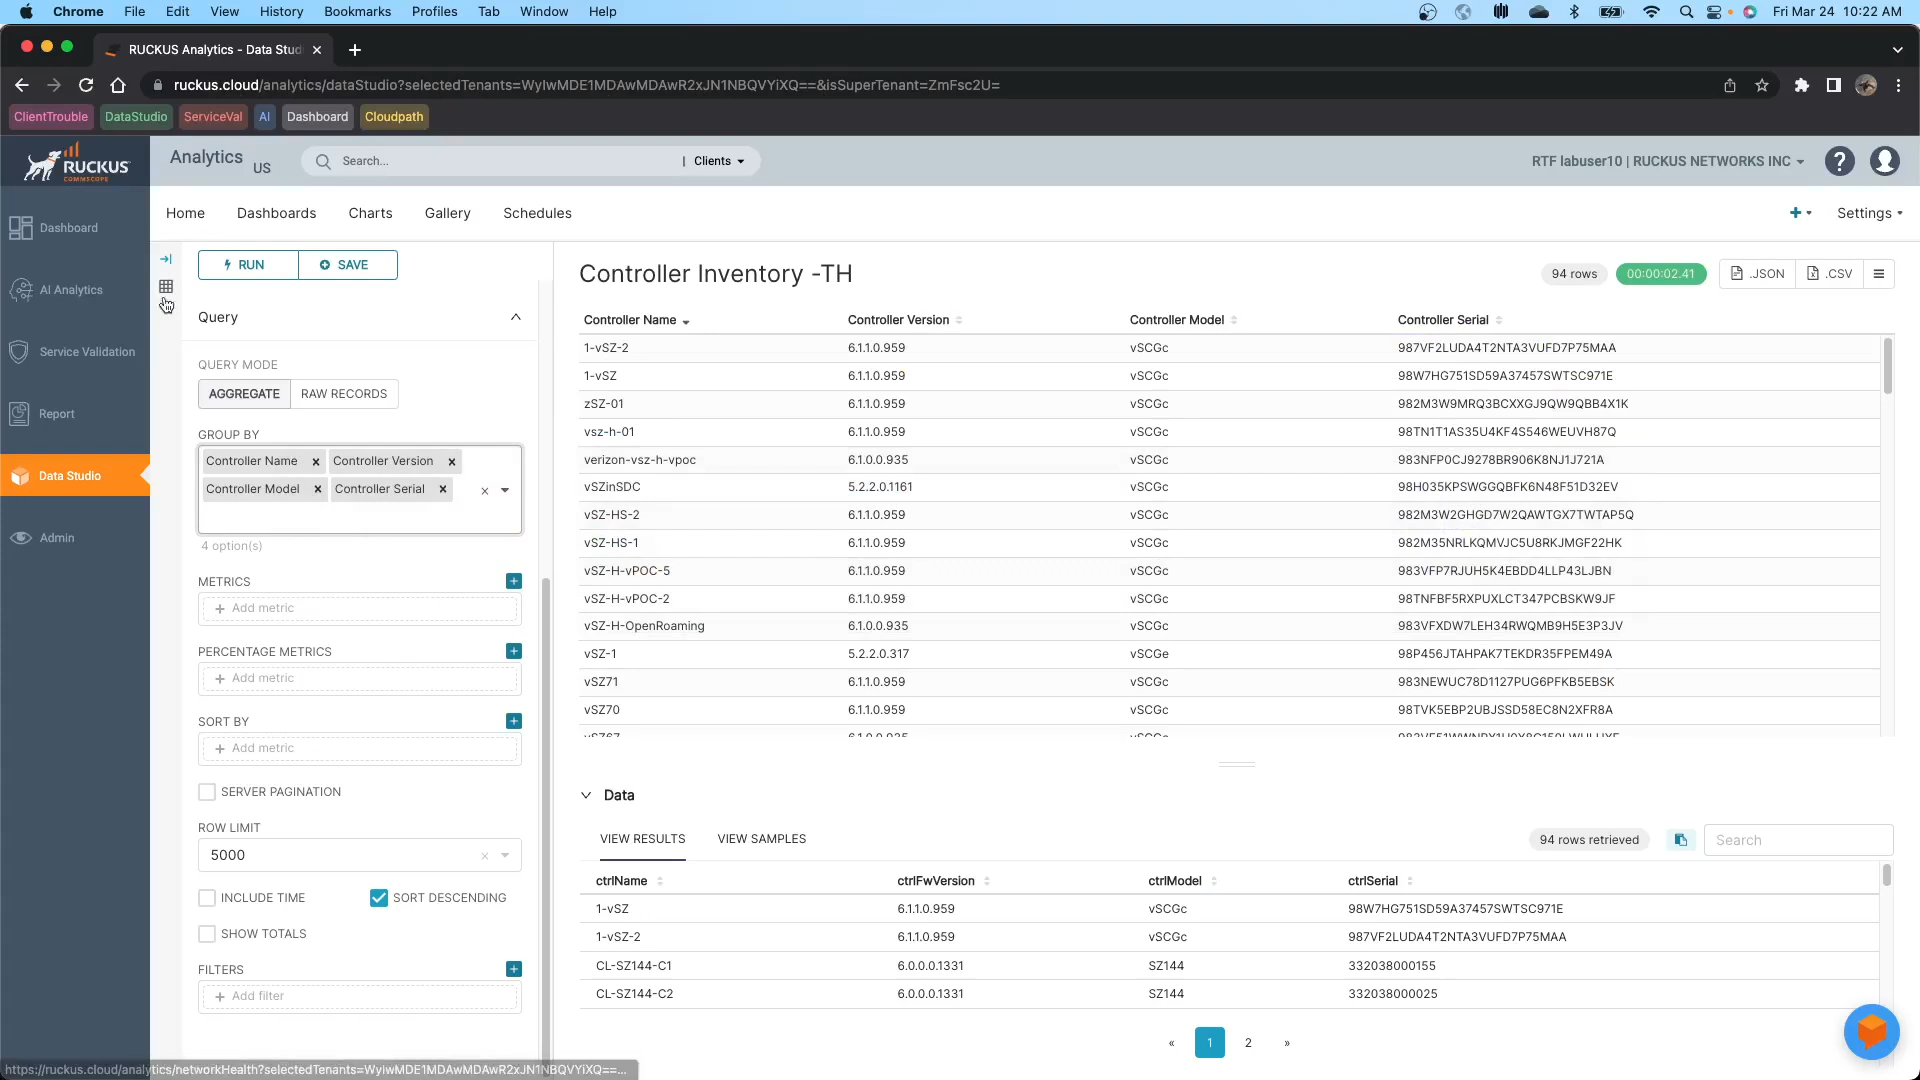 Chrome File Edit View History Bookmarks Profiles Tab Window Help Fri Mar 24 10:22 AM
RUCKUS Analytics - Data Stud
ruckus.cloud/analytics/dataStudio?selectedTenants=WyIwMDE1MDAwMDAwR2xJN1NBQVYiXQ==&isSuperTenant=ZmFsc2U=
ClientTrouble DataStudio ServiceVal AI Dashboard Cloudpath
RUCKUS
COMMSCOPE
Analytics US
Search... | Clients
RTF labuser10 | RUCKUS NETWORKS INC
Home Dashboards Charts Gallery Schedules
Settings
Dashboard
AI Analytics
Service Validation
Report
Data Studio
Admin
RUN SAVE
Query
QUERY MODE
AGGREGATE RAW RECORDS
GROUP BY
Controller Name Controller Version
Controller Model Controller Serial
4 option(s)
METRICS
+ Add metric
PERCENTAGE METRICS
+ Add metric
SORT BY
+ Add metric
SERVER PAGINATION
ROW LIMIT
5000
INCLUDE TIME SORT DESCENDING
SHOW TOTALS
FILTERS
+ Add filter
Controller Inventory -TH
94 rows 00:00:02.41 .JSON .CSV
Controller Name Controller Version Controller Model Controller Serial
1-vSZ-2 6.1.1.0.959 vSCGc 987VF2LUDA4T2NTA3VUFD7P75MAA
1-vSZ 6.1.1.0.959 vSCGc 98W7HG751SD59A37457SWTSC971E
zSZ-01 6.1.1.0.959 vSCGc 982M3W9MRQ3BCXXGJ9QW9QBB4X1K
vsz-h-01 6.1.1.0.959 vSCGc 98TN1T1AS35U4KF4S546WEUVH87Q
verizon-vsz-h-vpoc 6.1.0.0.935 vSCGc 983NFP0CJ9278BR906K8NJ1J721A
vSZinSDC 5.2.2.0.1161 vSCGc 98H035KPSWGGQBFK6N48F51D32EV
vSZ-HS-2 6.1.1.0.959 vSCGc 982M3W2GHGD7W2QAWTGX7TWTAP5Q
vSZ-HS-1 6.1.1.0.959 vSCGc 982M35NRLKQMVJC5U8RKJMGF22HK
vSZ-H-vPOC-5 6.1.1.0.959 vSCGc 983VFP7RJUH5K4EBDD4LLP43LJBN
vSZ-H-vPOC-2 6.1.1.0.959 vSCGc 98TNFBF5RXPUXLCT347PCBSKW9JF
vSZ-H-OpenRoaming 6.1.0.0.935 vSCGc 983VFXDW7LEH34RWQMB9H5E3P3JV
vSZ-1 5.2.2.0.317 vSCGe 98P456JTAHPAK7TEKDR35FPEM49A
vSZ71 6.1.1.0.959 vSCGc 983NEWUC78D1127PUG6PFKB5EBSK
vSZ70 6.1.1.0.959 vSCGc 98TVK5EBP2UBJSSD58EC8N2XFR8A
vSZ67 6.1.0.0.935 vSCGc
Data
VIEW RESULTS VIEW SAMPLES
94 rows retrieved Search
ctrlName ctrlFwVersion ctrlModel ctrlSerial
1-vSZ 6.1.1.0.959 vSCGc 98W7HG751SD59A37457SWTSC971E
1-vSZ-2 6.1.1.0.959 vSCGc 987VF2LUDA4T2NTA3VUFD7P75MAA
CL-SZ144-C1 6.0.0.0.1331 SZ144 332038000155
CL-SZ144-C2 6.0.0.0.1331 SZ144 332038000025
« 1 2 »
https://ruckus.cloud/analytics/networkHealth?selectedTenants=WyIwMDE1MDAwMDAwR2xJN1NBQVYiXQ==...